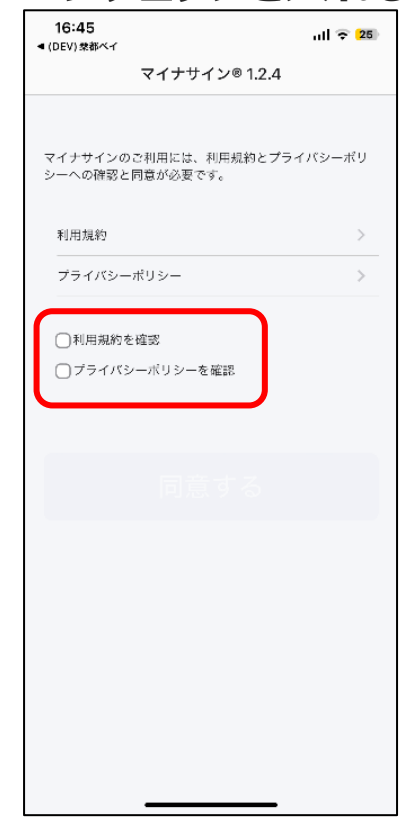 16:45
25
◀ (DEV) 楽都ベイ
マイナサイン® 1.2.4
マイナサインのご利用には、利用規約とプライバシーポリ
シーへの確認と同意が必要です。
利用規約
プライバシーポリシー
利用規約を確認
プライバシーポリシーを確認
同意する